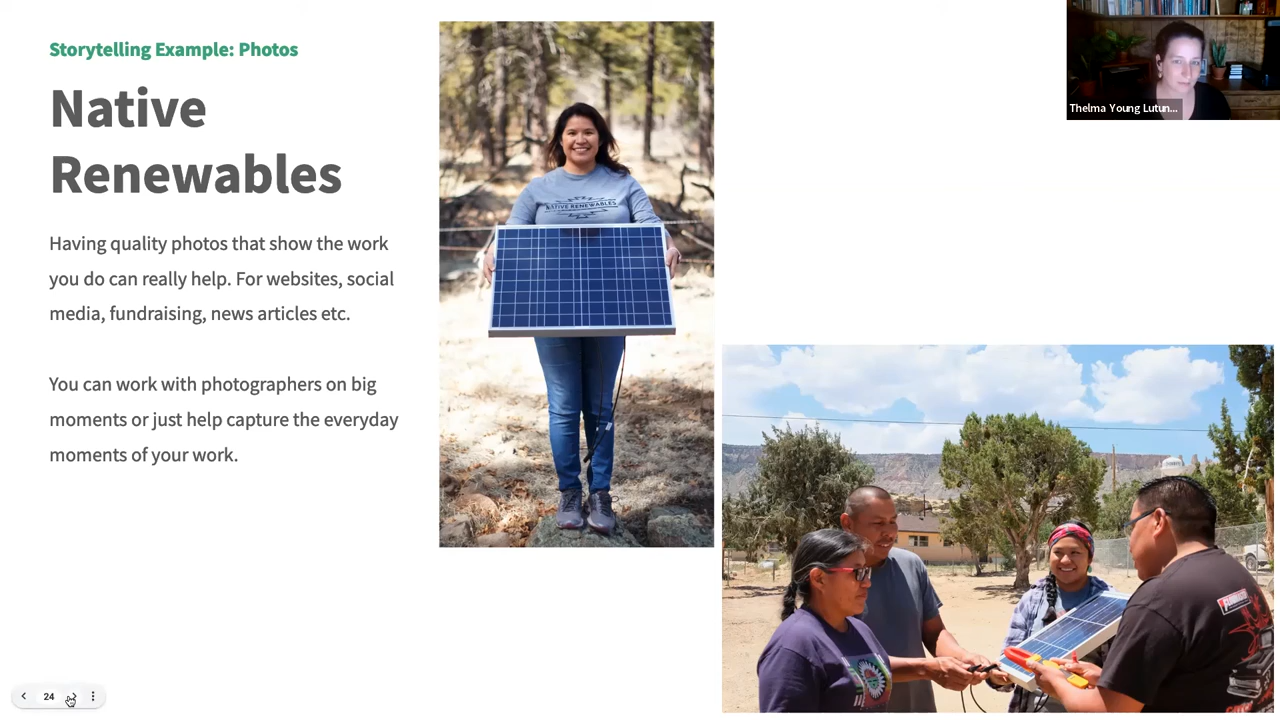 Storytelling Example: Photos
Native
Renewables
Having quality photos that show the work
you do can really help. For websites, social
media, fundraising, news articles etc.
You can work with photographers on big
moments or just help capture the everyday
moments of your work.
NATIVE RENEWABLES
Thelma Young Lutun...
24